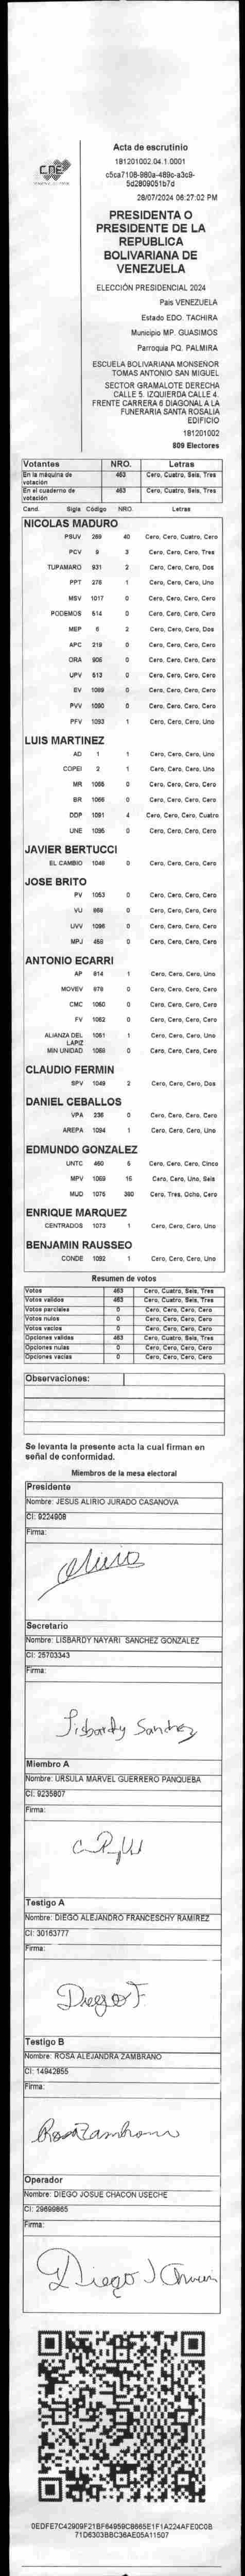 CNE
Acta de escrutinio
181201002.04.1.0001
c5ca7108-980a-489c-a3c9-
5d2809051b7d
28/07/2024 06:27:02 PM
PRESIDENTA O
PRESIDENTE DE LA
REPUBLICA
BOLIVARIANA DE
VENEZUELA
ELECCIÓN PRESIDENCIAL 2024
País VENEZUELA
Estado EDO. TACHIRA
Municipio MP. GUASIMOS
Parroquia PQ. PALMIRA
ESCUELA BOLIVARIANA MONSEÑOR
TOMAS ANTONIO SAN MIGUEL
SECTOR GRAMALOTE DERECHA
CALLE 5. IZQUIERDA CALLE 4.
FRENTE CARRERA 6 DIAGONAL A LA
FUNERARIA SANTA ROSALIA
EDIFICIO
181201002
809 Electores
Votantes NRO. Letras
En la máquina de votación 463 Cero, Cuatro, Seis, Tres
En el cuaderno de votación 463 Cero, Cuatro, Seis, Tres
Cand. Sigla Código NRO. Letras
NICOLAS MADURO
PSUV 269 40 Cero, Cero, Cuatro, Cero
PCV 9 3 Cero, Cero, Cero, Tres
TUPAMARO 931 2 Cero, Cero, Cero, Dos
PPT 278 1 Cero, Cero, Cero, Uno
MSV 1017 0 Cero, Cero, Cero, Cero
PODEMOS 514 0 Cero, Cero, Cero, Cero
MEP 6 2 Cero, Cero, Cero, Dos
APC 219 0 Cero, Cero, Cero, Cero
ORA 905 0 Cero, Cero, Cero, Cero
UPV 513 0 Cero, Cero, Cero, Cero
EV 1089 0 Cero, Cero, Cero, Cero
PVV 1090 0 Cero, Cero, Cero, Cero
PFV 1093 1 Cero, Cero, Cero, Uno
LUIS MARTINEZ
AD 1 1 Cero, Cero, Cero, Uno
COPEI 2 1 Cero, Cero, Cero, Uno
MR 1065 0 Cero, Cero, Cero, Cero
BR 1066 0 Cero, Cero, Cero, Cero
DDP 1091 4 Cero, Cero, Cero, Cuatro
UNE 1095 0 Cero, Cero, Cero, Cero
JAVIER BERTUCCI
EL CAMBIO 1048 0 Cero, Cero, Cero, Cero
JOSE BRITO
PV 1053 0 Cero, Cero, Cero, Cero
VU 868 0 Cero, Cero, Cero, Cero
UVV 1096 0 Cero, Cero, Cero, Cero
MPJ 458 0 Cero, Cero, Cero, Cero
ANTONIO ECARRI
AP 814 1 Cero, Cero, Cero, Uno
MOVEV 978 0 Cero, Cero, Cero, Cero
CMC 1050 0 Cero, Cero, Cero, Cero
FV 1062 0 Cero, Cero, Cero, Cero
ALIANZA DEL LAPIZ 1081 1 Cero, Cero, Cero, Uno
MIN UNIDAD 1068 0 Cero, Cero, Cero, Cero
CLAUDIO FERMIN
SPV 1049 2 Cero, Cero, Cero, Dos
DANIEL CEBALLOS
VPA 236 0 Cero, Cero, Cero, Cero
AREPA 1094 1 Cero, Cero, Cero, Uno
EDMUNDO GONZALEZ
UNTC 460 5 Cero, Cero, Cero, Cinco
MPV 1069 16 Cero, Cero, Uno, Seis
MUD 1075 380 Cero, Tres, Ocho, Cero
ENRIQUE MARQUEZ
CENTRADOS 1073 1 Cero, Cero, Cero, Uno
BENJAMIN RAUSSEO
CONDE 1092 1 Cero, Cero, Cero, Uno
Resumen de votos
Votos 463 Cero, Cuatro, Seis, Tres
Votos validos 463 Cero, Cuatro, Seis, Tres
Votos parciales 0 Cero, Cero, Cero, Cero
Votos nulos 0 Cero, Cero, Cero, Cero
Votos vacios 0 Cero, Cero, Cero, Cero
Opciones validas 463 Cero, Cuatro, Seis, Tres
Opciones nulas 0 Cero, Cero, Cero, Cero
Opciones vacias 0 Cero, Cero, Cero, Cero
Observaciones:
Se levanta la presente acta la cual firman en
señal de conformidad.
Miembros de la mesa electoral
Presidente
Nombre: JESUS ALIRIO JURADO CASANOVA
CI: 9224908
Firma:
Alirio
Secretario
Nombre: LISBARDY NAYARI SANCHEZ GONZALEZ
CI: 25703343
Firma:
Lisbardy Sanchez
Miembro A
Nombre: URSULA MARVEL GUERRERO PANQUEBA
CI: 9235807
Firma:
Testigo A
Nombre: DIEGO ALEJANDRO FRANCESCHY RAMIREZ
CI: 30163777
Firma:
Diego F.
Testigo B
Nombre: ROSA ALEJANDRA ZAMBRANO
CI: 14942855
Firma:
Rosa Zambrano
Operador
Nombre: DIEGO JOSUE CHACON USECHE
CI: 29699865
Firma:
Diego J Chacon
0EDFE7C42909F21BF64959C8665E1F1A224AFE0C0B
71D6303BBC36AE05A11507